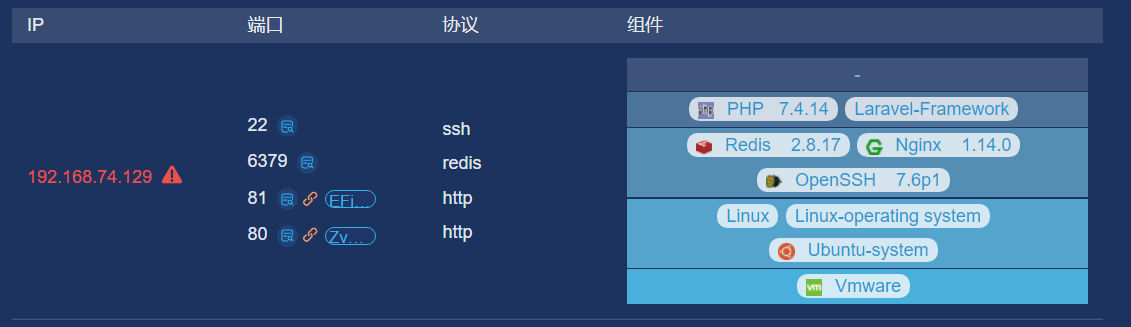 IP 端口 协议 组件
192.168.74.129
22 ssh
6379 redis
81 EFi... http
80 Zv... http
-
PHP 7.4.14 Laravel-Framework
Redis 2.8.17 Nginx 1.14.0
OpenSSH 7.6p1
Linux Linux-operating system
Ubuntu-system
vm Vmware